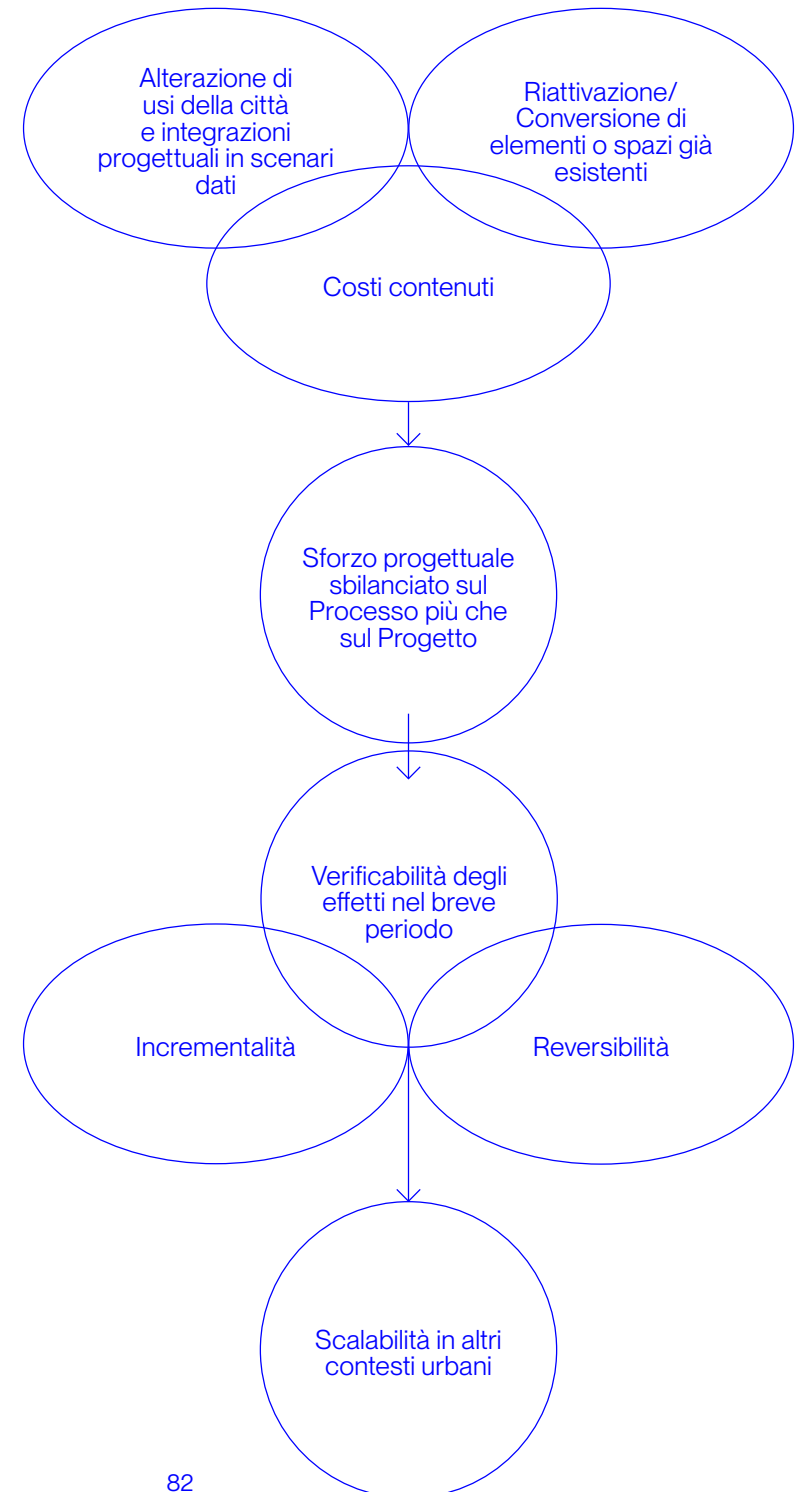 Alterazione di
usi della città
e integrazioni
progettuali in scenari
dati
Riattivazione/
Conversione di
elementi o spazi già
esistenti
Costi contenuti
Sforzo progettuale
sbilanciato sul
Processo più che
sul Progetto
Verificabilità degli
effetti nel breve
periodo
Incrementalità
Reversibilità
Scalabilità in altri
contesti urbani
82